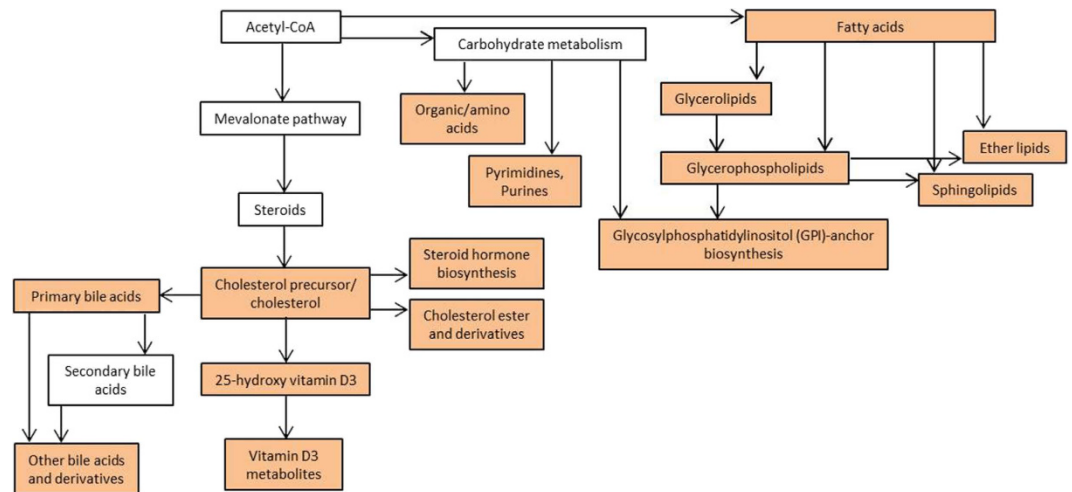 Acetyl-CoA
Fatty acids
Carbohydrate metabolism
Glycerolipids
Organic/amino
acids
Mevalonate pathway
Ether lipids
Glycerophospholipids
Pyrimidines,
Purines
Sphingolipids
Steroids
Glycosylphosphatidylinositol (GPI)-anchor
biosynthesis
Steroid hormone
biosynthesis
Cholesterol precursor/
cholesterol
Primary bile acids
Cholesterol ester
and derivatives
Secondary bile
acids
25-hydroxy vitamin D3
Other bile acids
and derivatives
Vitamin D3
metabolites